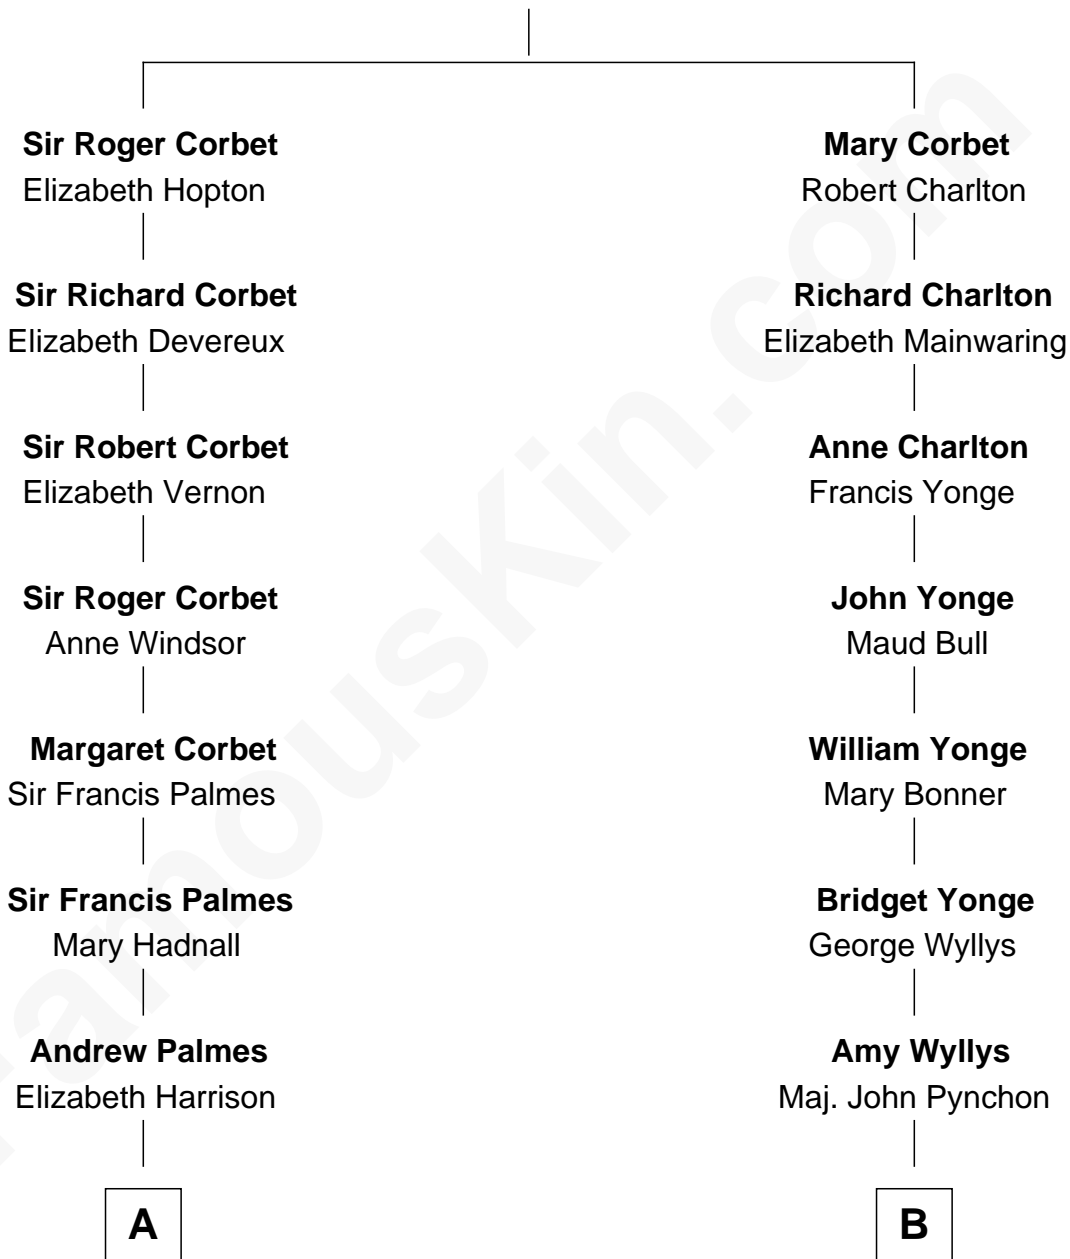 Sir Roger Corbet
Elizabeth Hopton
Sir Richard Corbet
Elizabeth Devereux
Sir Robert Corbet
Elizabeth Vernon
Sir Roger Corbet
Anne Windsor
Margaret Corbet
Sir Francis Palmes
Sir Francis Palmes
Mary Hadnall
Andrew Palmes
Elizabeth Harrison
A
Mary Corbet
Robert Charlton
Richard Charlton
Elizabeth Mainwaring
Anne Charlton
Francis Yonge
John Yonge
Maud Bull
William Yonge
Mary Bonner
Bridget Yonge
George Wyllys
Amy Wyllys
Maj. John Pynchon
B
FamousKin.com